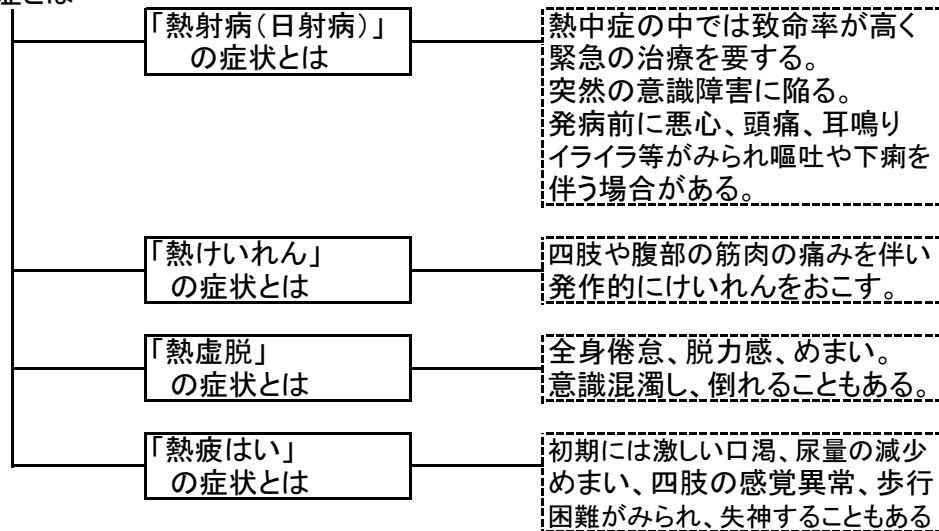 症とは
「熱射病（日射病）」
の症状とは
熱中症の中では致命率が高く
緊急の治療を要する。
突然の意識障害に陥る。
発病前に悪心、頭痛、耳鳴り
イライラ等がみられ嘔吐や下痢を
伴う場合がある。
「熱けいれん」
の症状とは
四肢や腹部の筋肉の痛みを伴い
発作的にけいれんをおこす。
「熱虚脱」
の症状とは
全身倦怠、脱力感、めまい。
意識混濁し、倒れることもある。
「熱疲はい」
の症状とは
初期には激しい口渇、尿量の減少
めまい、四肢の感覚異常、歩行
困難がみられ、失神することもある